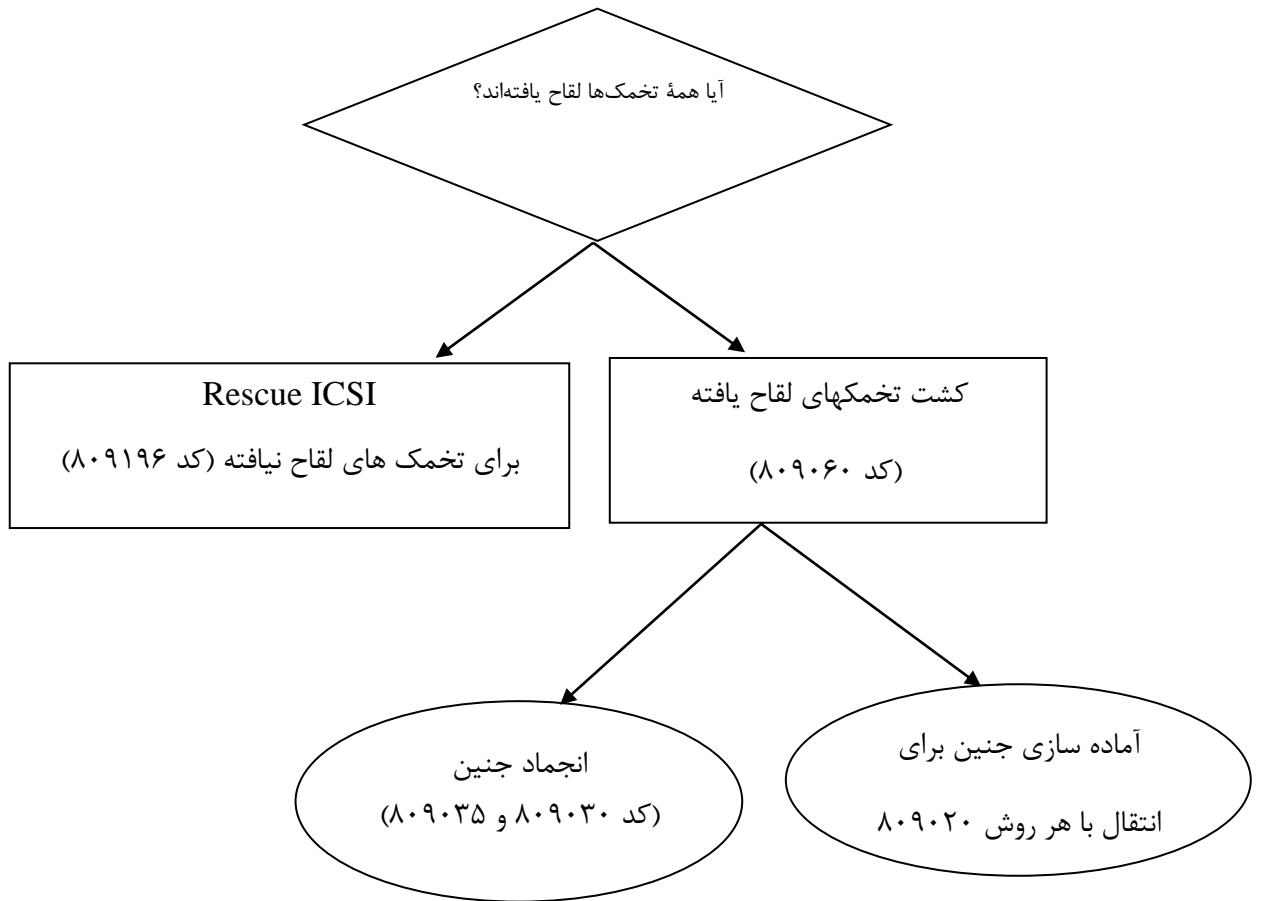 آیا همهٔ تخمک‌ها لقاح یافته‌اند؟
کشت تخمکهای لقاح یافته
(کد ۸۰۹۰۶۰)
Rescue ICSI
برای تخمک های لقاح نیافته (کد ۸۰۹۱۹۶)
آماده سازی جنین برای
انتقال با هر روش ۸۰۹۰۲۰
انجماد جنین
(کد ۸۰۹۰۳۰ و ۸۰۹۰۳۵)